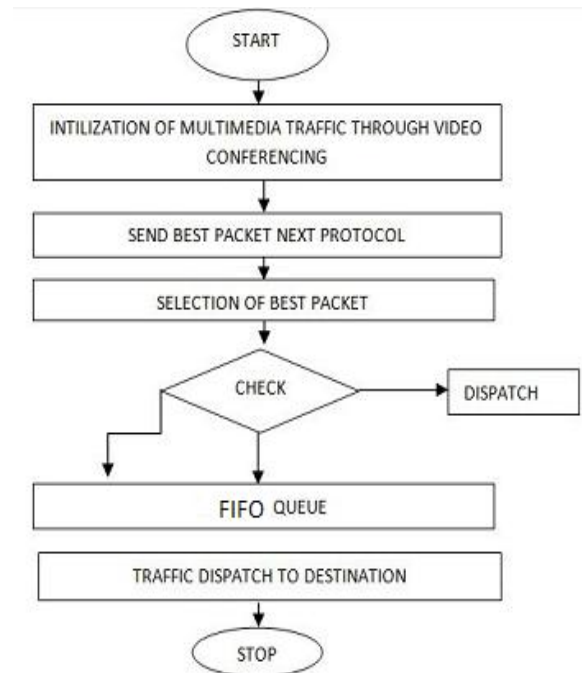 START
INTILIZATION OF MULTIMEDIA TRAFFIC THROUGH VIDEO
CONFERENCING
SEND BEST PACKET NEXT PROTOCOL
SELECTION OF BEST PACKET
CHECK
DISPATCH
FIFO QUEUE
TRAFFIC DISPATCH TO DESTINATION
STOP